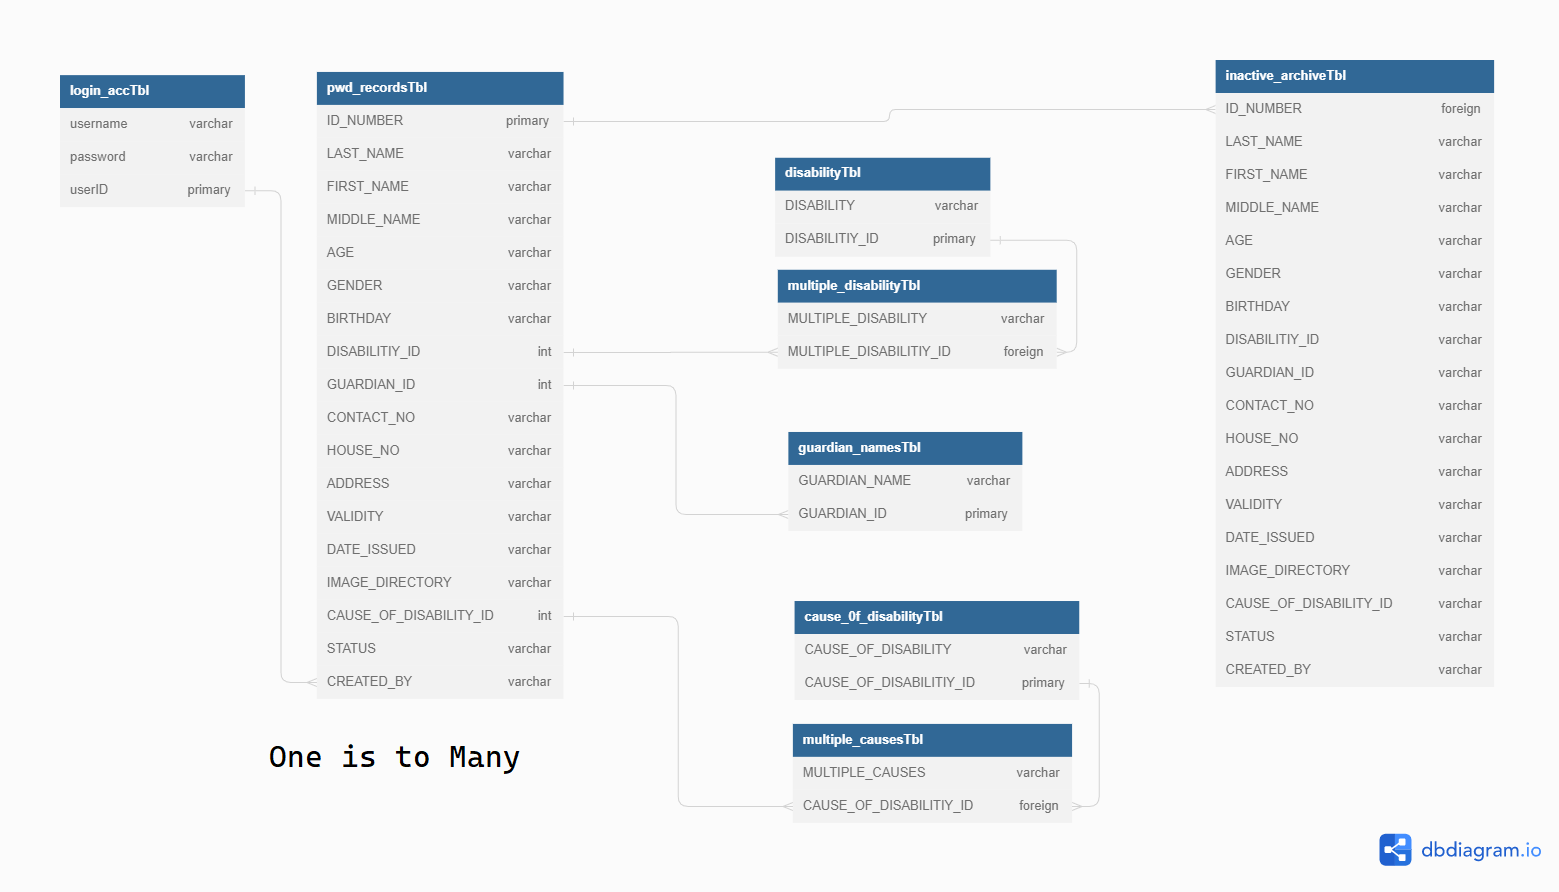 login_accTbl
username varchar
password varchar
userID primary
pwd_recordsTbl
ID_NUMBER primary
LAST_NAME varchar
FIRST_NAME varchar
MIDDLE_NAME varchar
AGE varchar
GENDER varchar
BIRTHDAY varchar
DISABILITIY_ID int
GUARDIAN_ID int
CONTACT_NO varchar
HOUSE_NO varchar
ADDRESS varchar
VALIDITY varchar
DATE_ISSUED varchar
IMAGE_DIRECTORY varchar
CAUSE_OF_DISABILITY_ID int
STATUS varchar
CREATED_BY varchar
One is to Many
disabilityTbl
DISABILITY varchar
DISABILITIY_ID primary
multiple_disabilityTbl
MULTIPLE_DISABILITY varchar
MULTIPLE_DISABILITIY_ID foreign
guardian_namesTbl
GUARDIAN_NAME varchar
GUARDIAN_ID primary
cause_0f_disabilityTbl
CAUSE_OF_DISABILITY varchar
CAUSE_OF_DISABILITIY_ID primary
multiple_causesTbl
MULTIPLE_CAUSES varchar
CAUSE_OF_DISABILITIY_ID foreign
inactive_archiveTbl
ID_NUMBER foreign
LAST_NAME varchar
FIRST_NAME varchar
MIDDLE_NAME varchar
AGE varchar
GENDER varchar
BIRTHDAY varchar
DISABILITIY_ID varchar
GUARDIAN_ID varchar
CONTACT_NO varchar
HOUSE_NO varchar
ADDRESS varchar
VALIDITY varchar
DATE_ISSUED varchar
IMAGE_DIRECTORY varchar
CAUSE_OF_DISABILITY_ID varchar
STATUS varchar
CREATED_BY varchar
dbdiagram.io